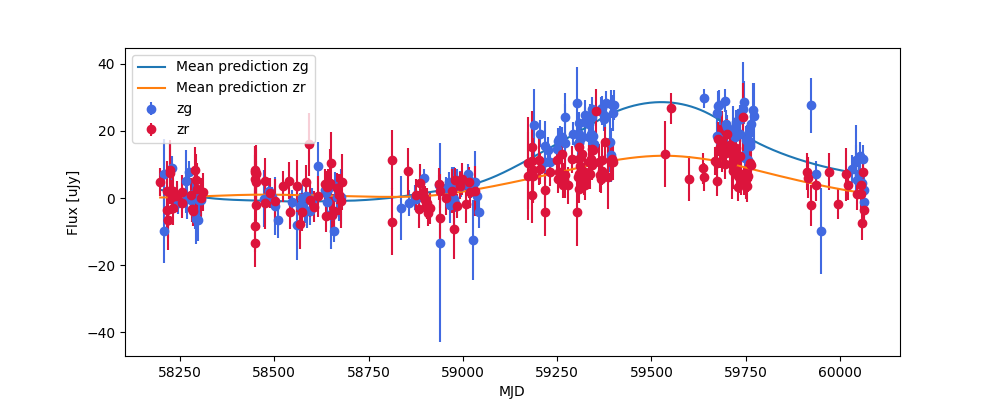 Mean prediction zg
Mean prediction zr
zg
zr
Flux [uJy]
40
20
0
−20
−40
58250
58500
58750
59000
59250
59500
59750
60000
MJD